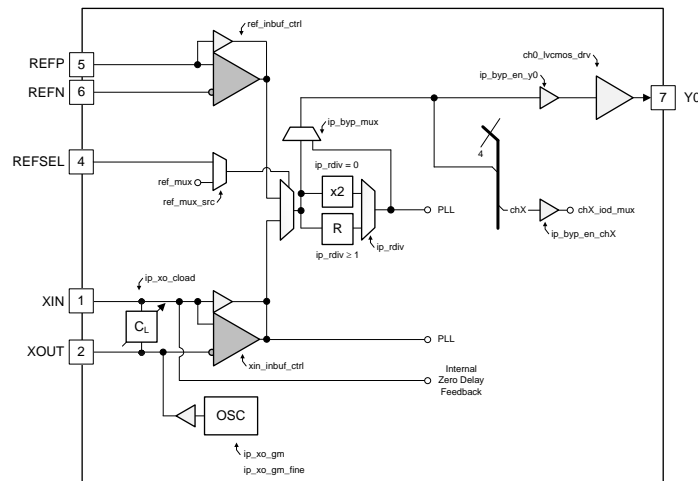 ref_inbuf_ctrl
REFP 5
REFN 6
ch0_lvcmos_drv
ip_byp_en_y0
7 Y0
ip_byp_mux
4
REFSEL 4
ref_mux
ref_mux_src
ip_rdiv = 0
x2
R
ip_rdiv ≥ 1
ip_rdiv
PLL
chX
chX_iod_mux
ip_byp_en_chX
ip_xo_cload
XIN 1
CL
XOUT 2
xin_inbuf_ctrl
PLL
Internal
Zero Delay
Feedback
OSC
ip_xo_gm
ip_xo_gm_fine